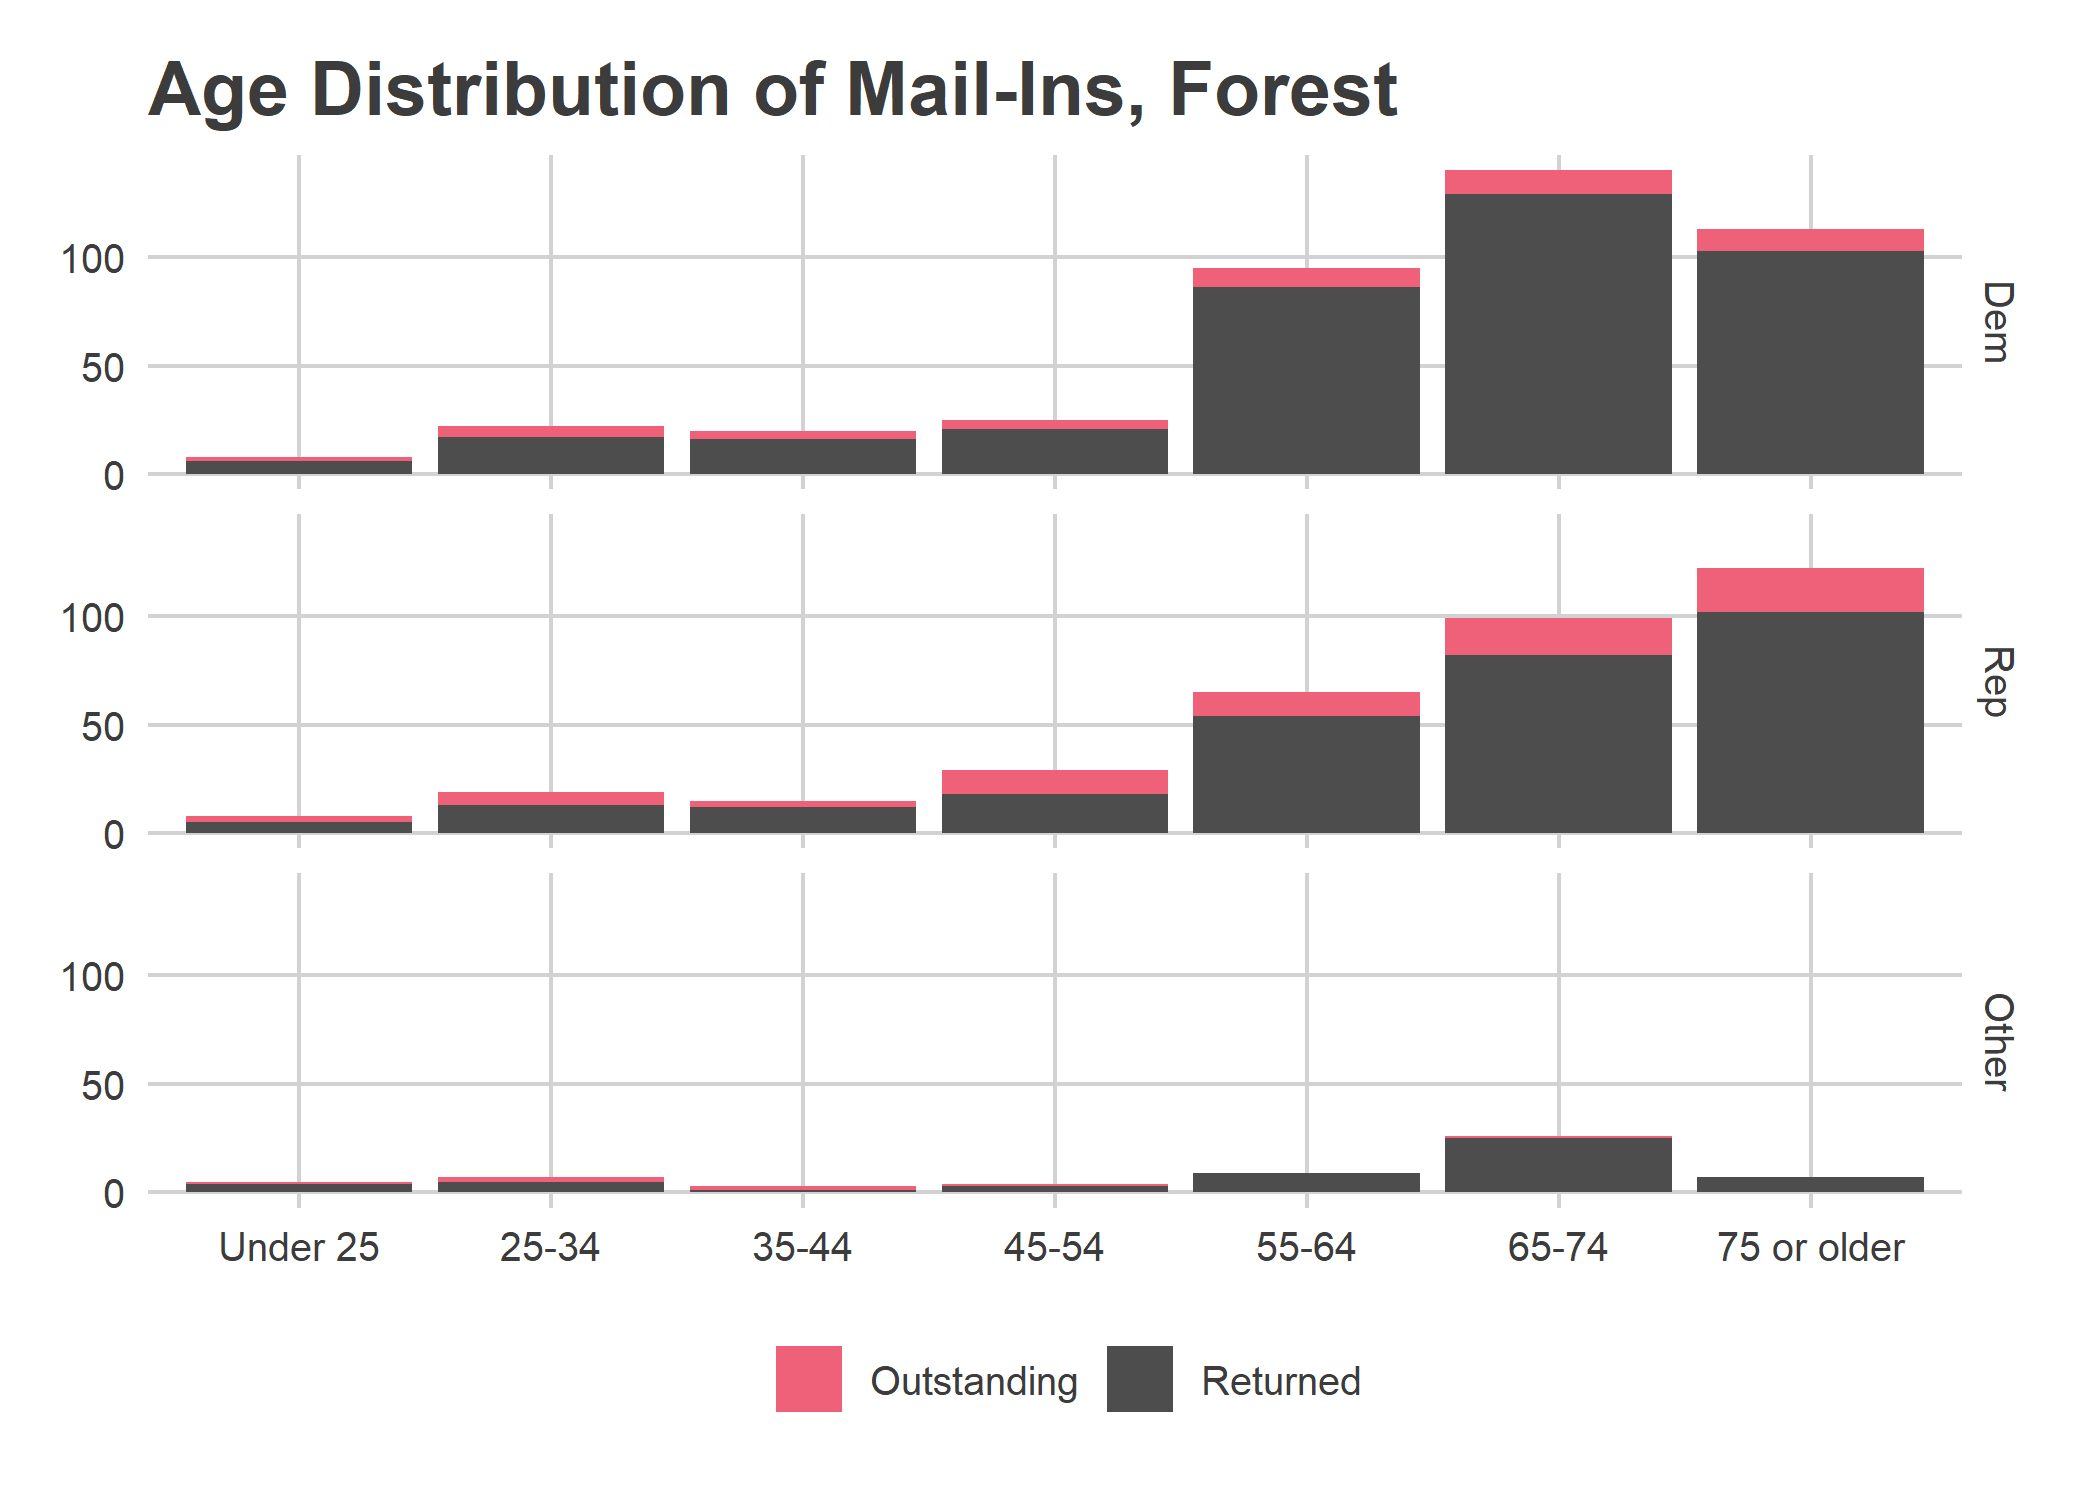 Age Distribution of Mail-Ins, Forest
100
50
0
Dem
100
50
0
Rep
100
50
0
Other
Under 25 25-34 35-44 45-54 55-64 65-74 75 or older
Outstanding Returned